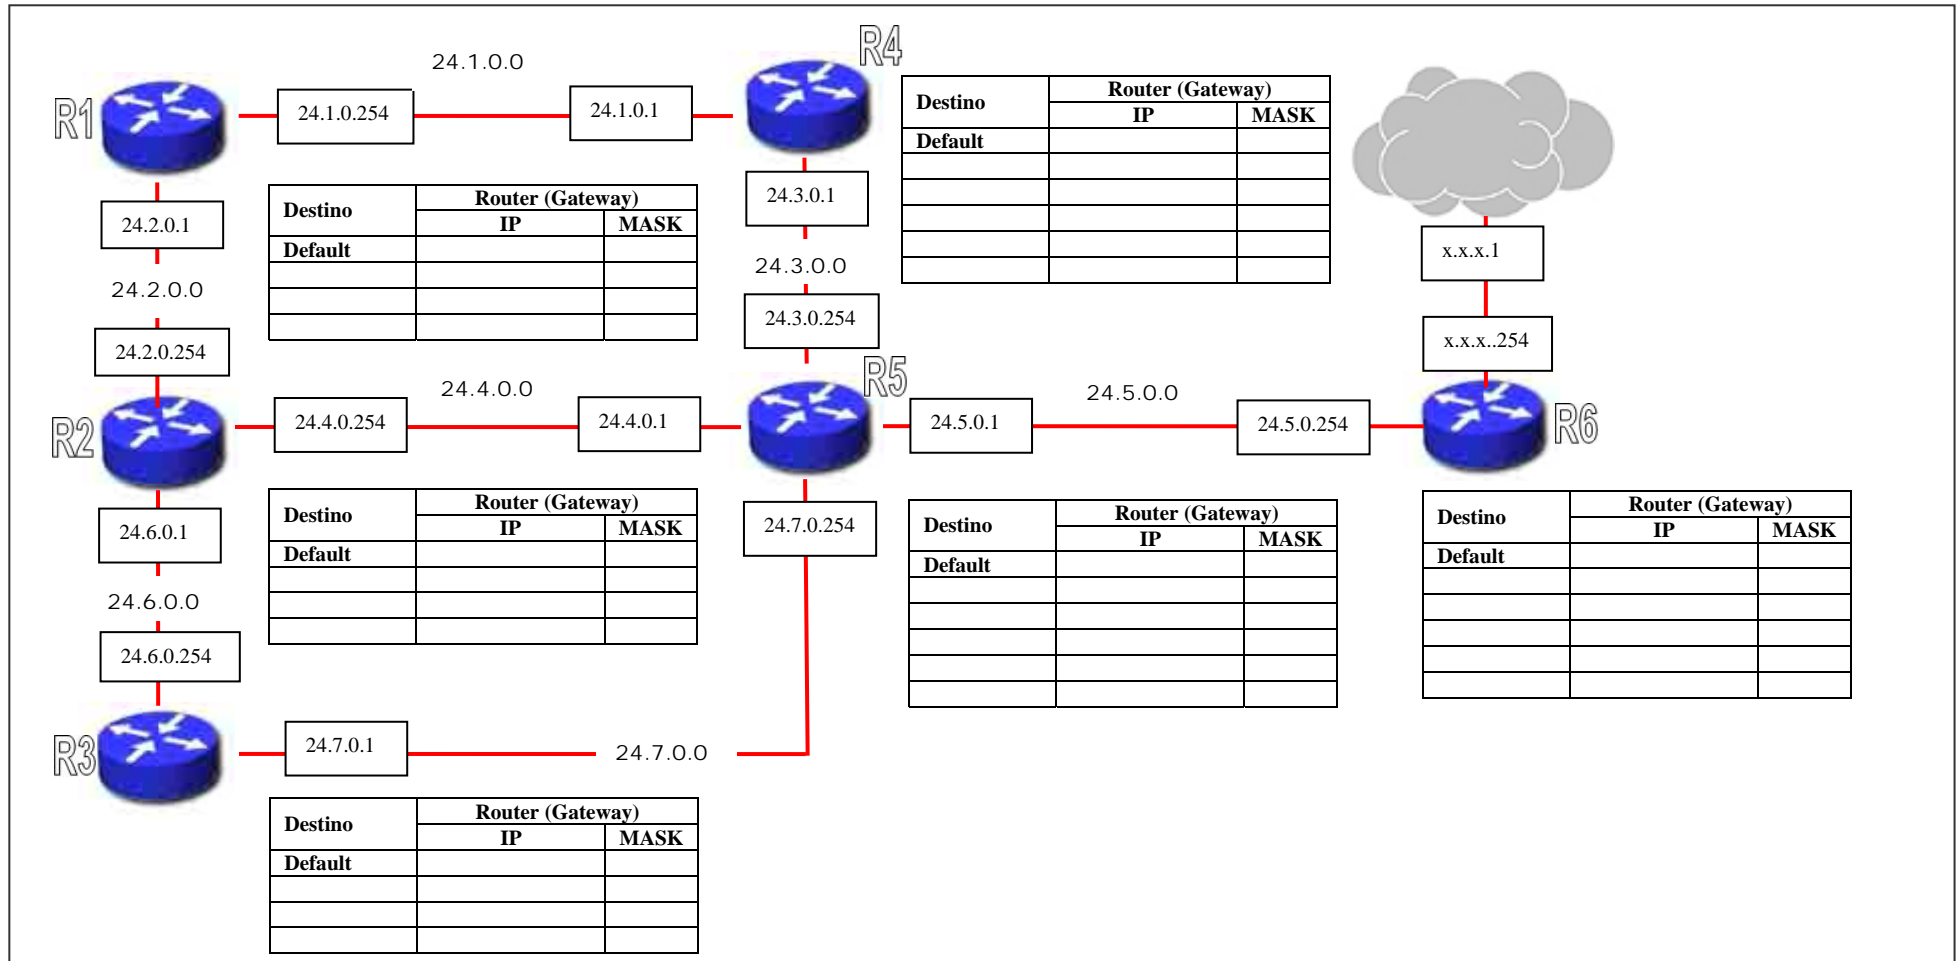 R4
24.1.0.0
R1
24.1.0.254
24.1.0.1
Destino Router (Gateway)
IP MASK
Default
24.2.0.1
Destino Router (Gateway)
IP MASK
Default
24.3.0.1
x.x.x.1
24.2.0.0
24.3.0.0
24.2.0.254
24.3.0.254
x.x.x..254
R5
24.4.0.0
24.5.0.0
R2
24.4.0.254
24.4.0.1
24.5.0.1
24.5.0.254
R6
24.6.0.1
Destino Router (Gateway)
IP MASK
Default
24.7.0.254
Destino Router (Gateway)
IP MASK
Default
Destino Router (Gateway)
IP MASK
Default
24.6.0.0
24.6.0.254
R3
24.7.0.1
24.7.0.0
Destino Router (Gateway)
IP MASK
Default